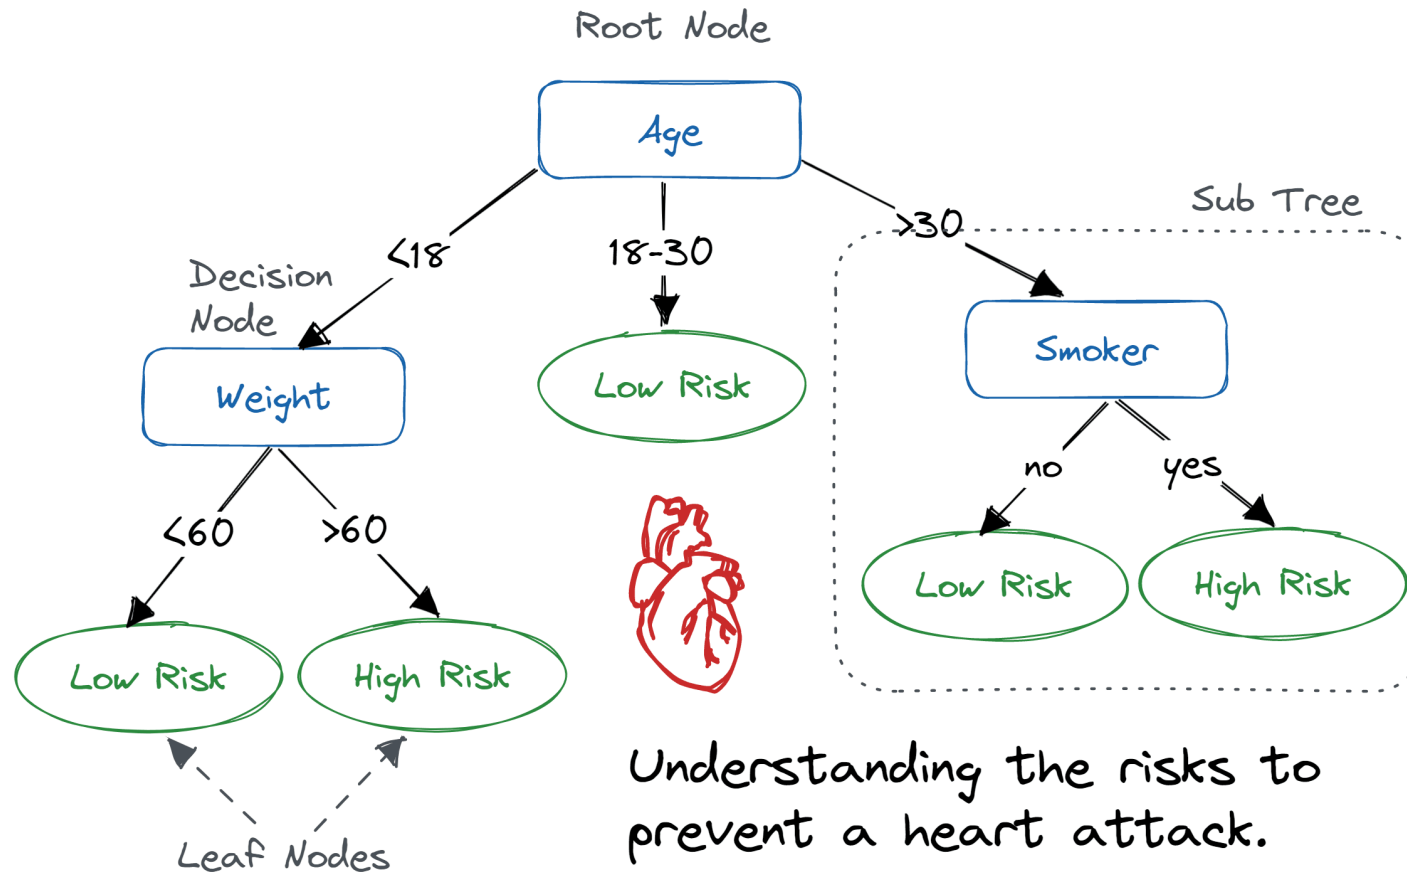 Root Node
Age
Sub Tree
<18
18-30
>30
Decision
Node
Weight
Low Risk
Smoker
<60
>60
no
yes
Low Risk
High Risk
Low Risk
High Risk
Understanding the risks to
prevent a heart attack.
Leaf Nodes